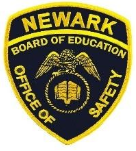 NEWARK
BOARD OF EDUCATION
OFFICE OF
SAFETY